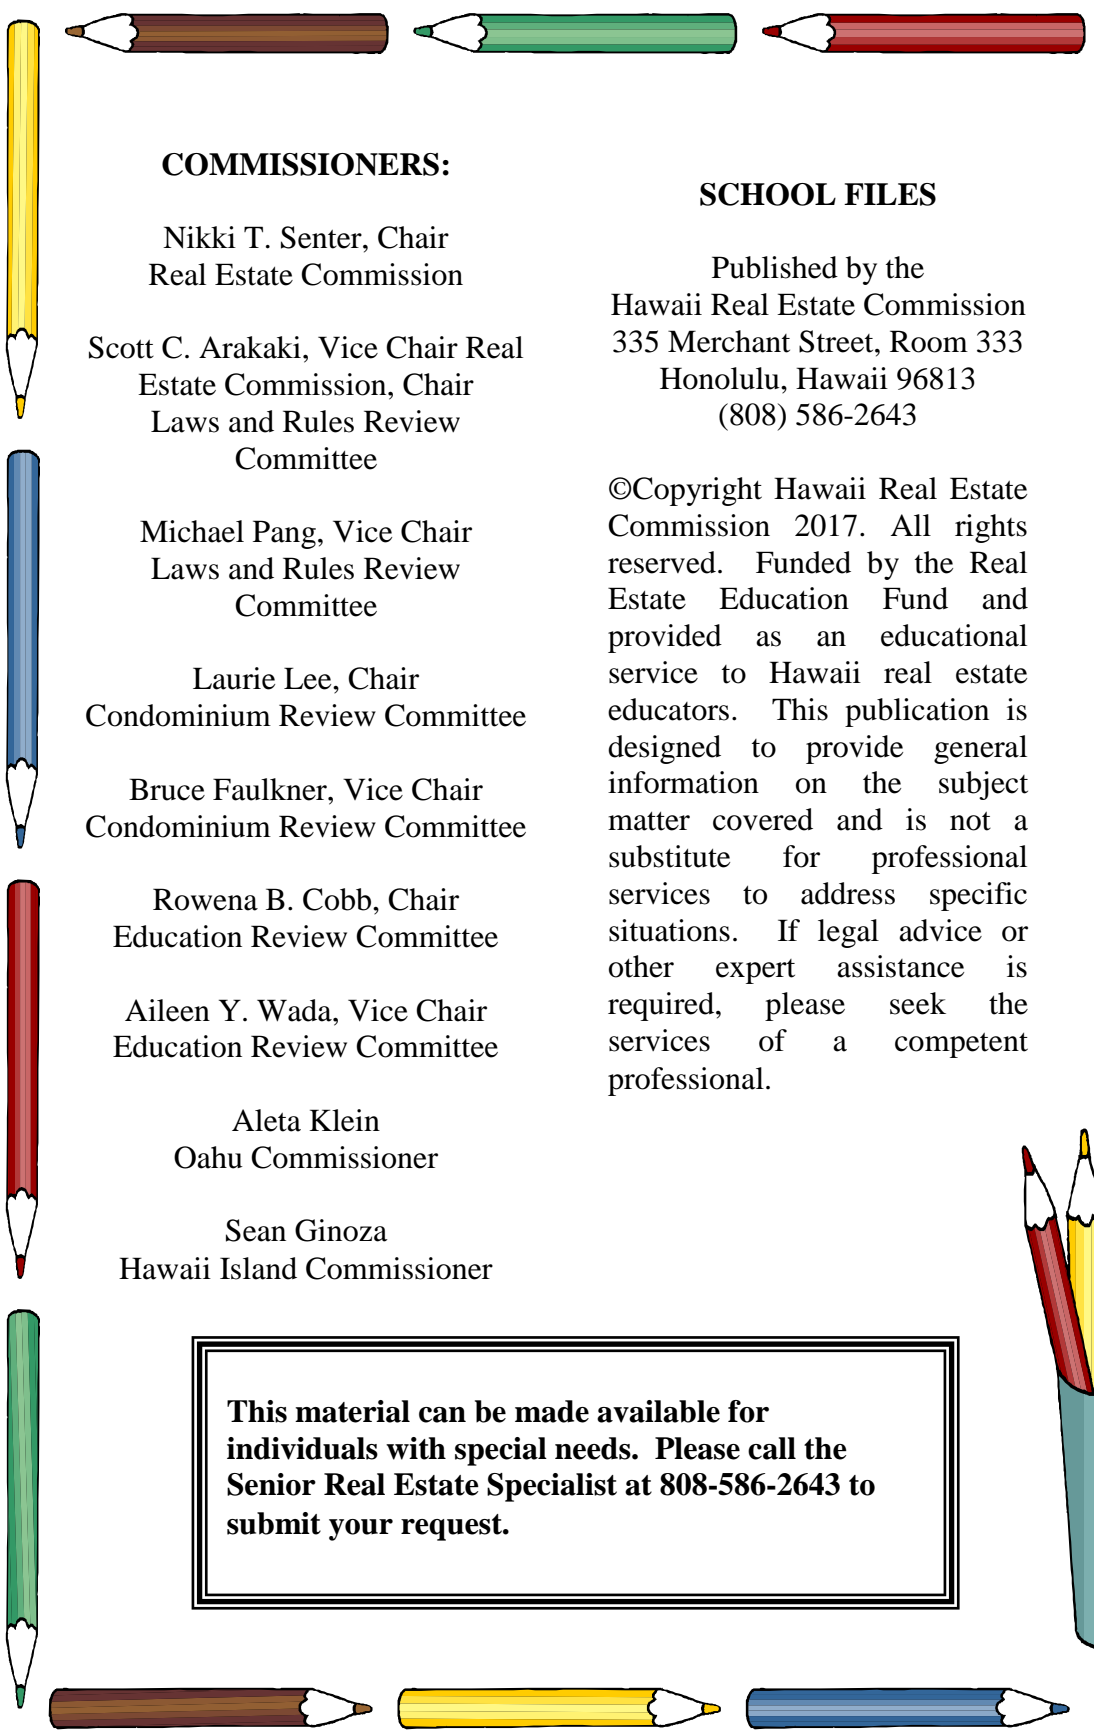 COMMISSIONERS:
Nikki T. Senter, Chair
Real Estate Commission
Scott C. Arakaki, Vice Chair Real
Estate Commission, Chair
Laws and Rules Review
Committee
Michael Pang, Vice Chair
Laws and Rules Review
Committee
Laurie Lee, Chair
Condominium Review Committee
Bruce Faulkner, Vice Chair
Condominium Review Committee
Rowena B. Cobb, Chair
Education Review Committee
Aileen Y. Wada, Vice Chair
Education Review Committee
Aleta Klein
Oahu Commissioner
Sean Ginoza
Hawaii Island Commissioner
SCHOOL FILES
Published by the
Hawaii Real Estate Commission
335 Merchant Street, Room 333
Honolulu, Hawaii 96813
(808) 586-2643
©Copyright Hawaii Real Estate
Commission 2017. All rights
reserved. Funded by the Real
Estate Education Fund and
provided as an educational
service to Hawaii real estate
educators. This publication is
designed to provide general
information on the subject
matter covered and is not a
substitute for professional
services to address specific
situations. If legal advice or
other expert assistance is
required, please seek the
services of a competent
professional.
This material can be made available for
individuals with special needs. Please call the
Senior Real Estate Specialist at 808-586-2643 to
submit your request.